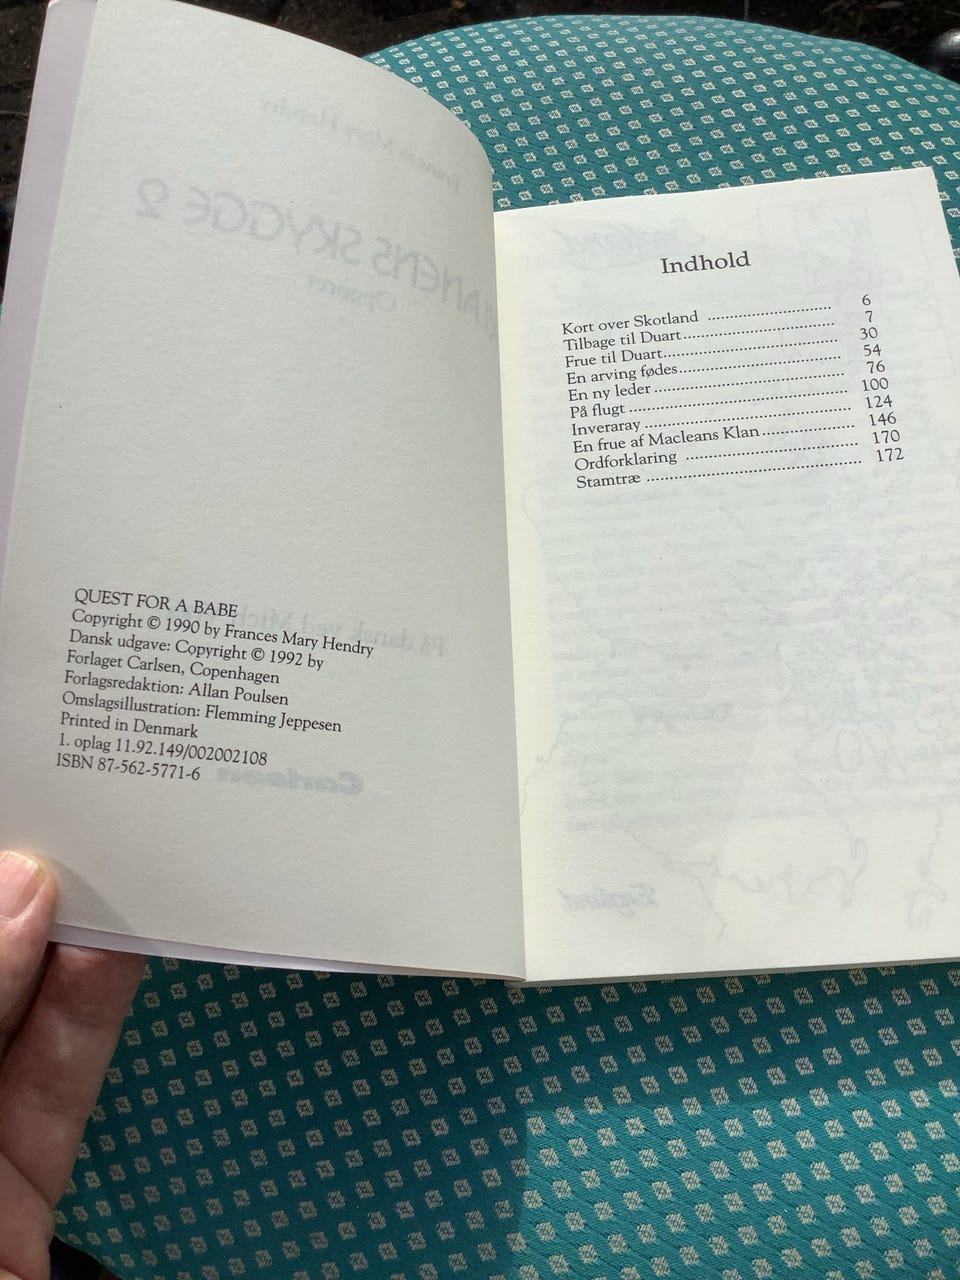 QUEST FOR A BABE
Copyright © 1990 by Frances Mary Hendry
Dansk udgave: Copyright © 1992 by
Forlaget Carlsen, Copenhagen
Forlagsredaktion: Allan Poulsen
Omslagsillustration: Flemming Jeppesen
Printed in Denmark
1. oplag 11.92.149/002002108
ISBN 87-562-5771-6
Indhold
Kort over Skotland .............................. 6
Tilbage til Duart..................................... 7
Frue til Duart.......................................... 30
En arving fødes....................................... 54
En ny leder ............................................. 76
På flugt ................................................... 100
Inveraray ................................................ 124
En frue af Macleans Klan....................... 146
Ordforklaring ......................................... 170
Stamtræ .................................................. 172